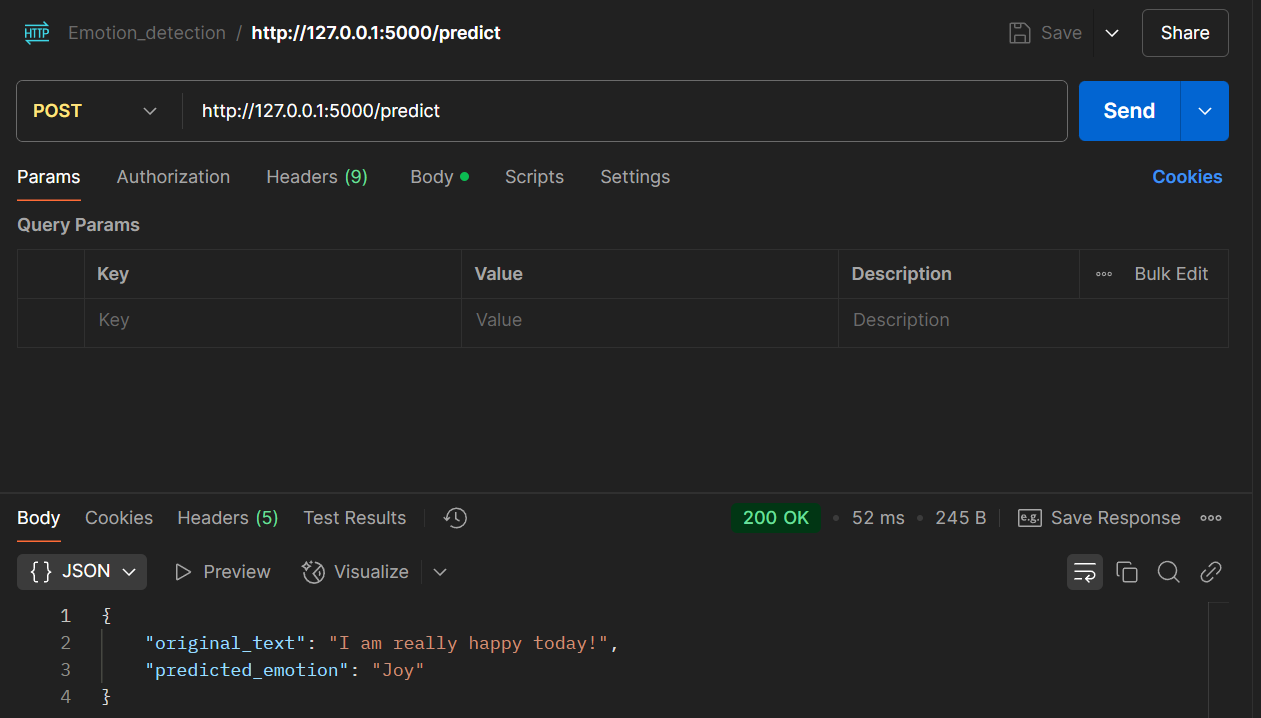 HTTP Emotion_detection / http://127.0.0.1:5000/predict Save Share
POST http://127.0.0.1:5000/predict Send
Params Authorization Headers (9) Body Scripts Settings Cookies
Query Params
Key Value Description Bulk Edit
Key Value Description
Body Cookies Headers (5) Test Results 200 OK • 52 ms • 245 B e.g. Save Response
{} JSON Preview Visualize
1 {
2 "original_text": "I am really happy today!",
3 "predicted_emotion": "Joy"
4 }